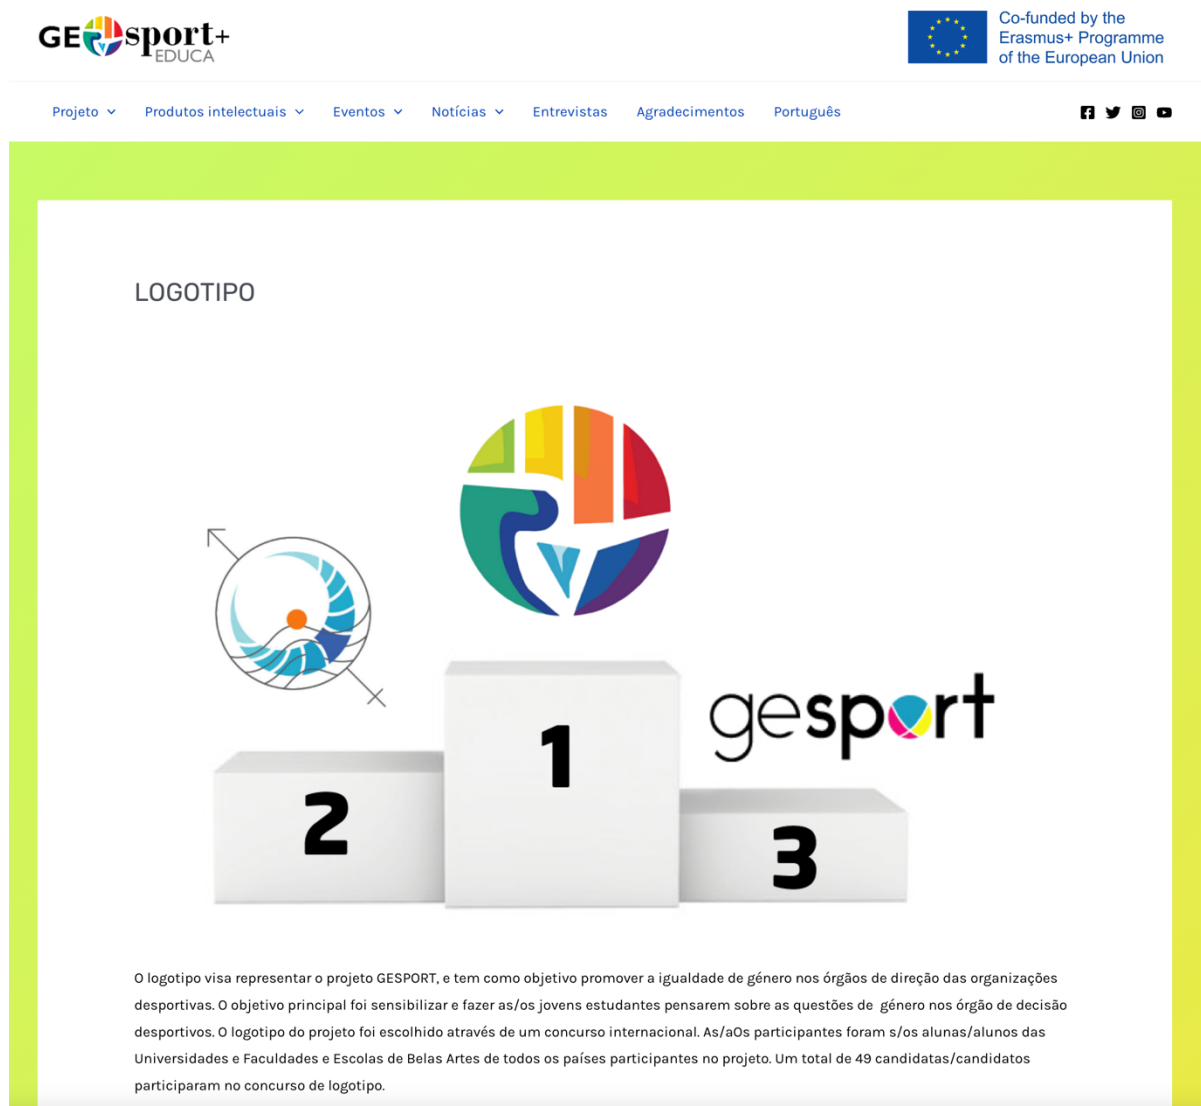 GE sport+
EDUCA
Co-funded by the
Erasmus+ Programme
of the European Union
Projeto Produtos intelectuais Eventos Notícias Entrevistas Agradecimentos Português
LOGOTIPO
gesport
1
2
3
O logotipo visa representar o projeto GESPORT, e tem como objetivo promover a igualdade de género nos órgãos de direção das organizações
desportivas. O objetivo principal foi sensibilizar e fazer as/os jovens estudantes pensarem sobre as questões de  género nos órgão de decisão
desportivos. O logotipo do projeto foi escolhido através de um concurso internacional. As/aOs participantes foram s/os alunas/alunos das
Universidades e Faculdades e Escolas de Belas Artes de todos os países participantes no projeto. Um total de 49 candidatas/candidatos
participaram no concurso de logotipo.